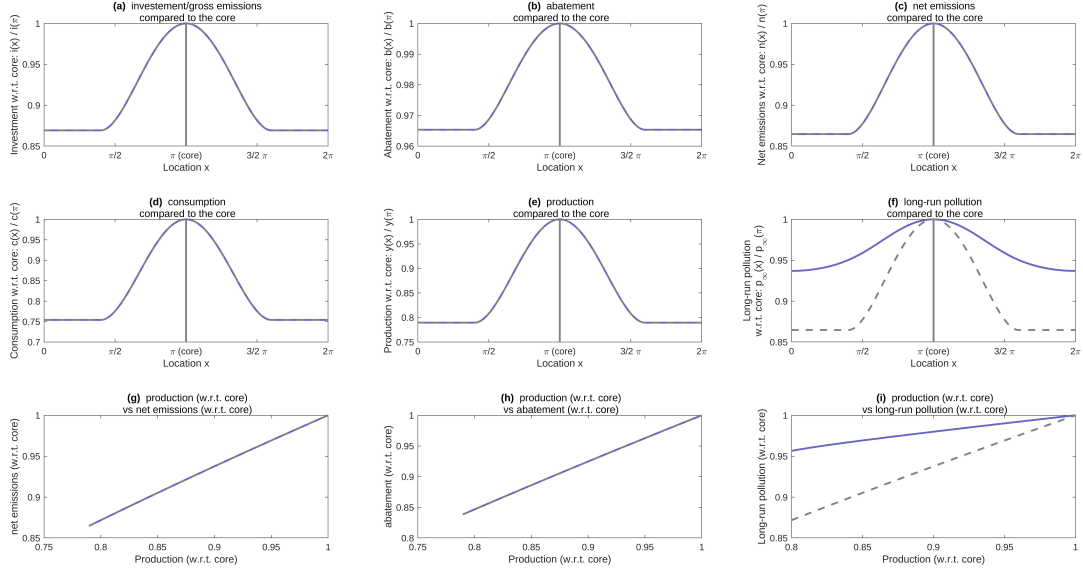 (a) investement/gross emissions
compared to the core
Investment w.r.t. core: i(x) / i(π)
1
0.95
0.9
0.85
0
π/2
π (core)
3/2 π
2π
Location x
(b) abatement
compared to the core
Abatement w.r.t. core: b(x) / b(π)
1
0.99
0.98
0.97
0.96
0
π/2
π (core)
3/2 π
2π
Location x
(c) net emissions
compared to the core
Net emissions w.r.t. core: n(x) / n(π)
1
0.95
0.9
0.85
0
π/2
π (core)
3/2 π
2π
Location x
(d) consumption
compared to the core
Consumption w.r.t. core: c(x) / c(π)
1
0.95
0.9
0.85
0.8
0.75
0.7
0
π/2
π (core)
3/2 π
2π
Location x
(e) production
compared to the core
Production w.r.t. core: y(x) / y(π)
1
0.95
0.9
0.85
0.8
0.75
0
π/2
π (core)
3/2 π
2π
Location x
(f) long-run pollution
compared to the core
Long-run pollution
w.r.t. core: p∞(x) / p∞(π)
1
0.95
0.9
0.85
0
π/2
π (core)
3/2 π
2π
Location x
(g) production (w.r.t. core)
vs net emissions (w.r.t. core)
net emissions (w.r.t. core)
1
0.95
0.9
0.85
0.75
0.8
0.85
0.9
0.95
1
Production (w.r.t. core)
(h) production (w.r.t. core)
vs abatement (w.r.t. core)
abatement (w.r.t. core)
1
0.95
0.9
0.85
0.8
0.75
0.8
0.85
0.9
0.95
1
Production (w.r.t. core)
(i) production (w.r.t. core)
vs long-run pollution (w.r.t. core)
Long-run pollution (w.r.t. core)
1
0.95
0.9
0.85
0.8
0.85
0.9
0.95
1
Production (w.r.t. core)